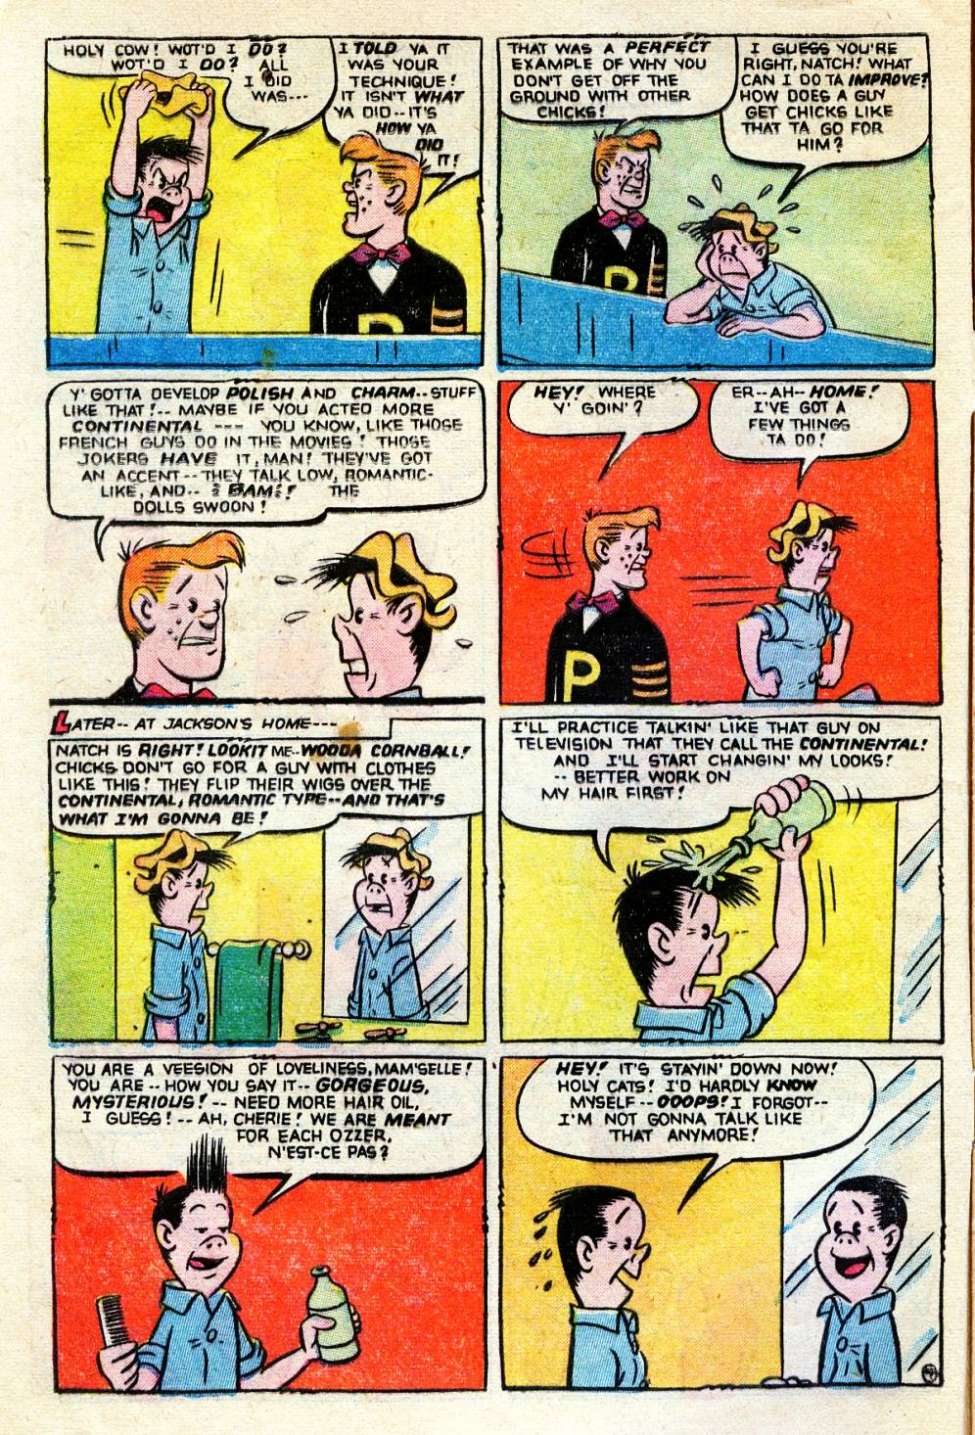 HOLY COW! WOT'D I DO?
WOT'D I DO? ALL
I DID
WAS---
I TOLD YA IT
WAS YOUR
TECHNIQUE!
IT ISN'T WHAT
YA DID--IT'S
HOW YA
DID
IT!
P
THAT WAS A PERFECT
EXAMPLE OF WHY YOU
DON'T GET OFF THE
GROUND WITH OTHER
CHICKS!
I GUESS YOU'RE
RIGHT, NATCH! WHAT
CAN I DO TA IMPROVE?
HOW DOES A GUY
GET CHICKS LIKE
THAT TA GO FOR
HIM?
P
Y' GOTTA DEVELOP POLISH AND CHARM--STUFF
LIKE THAT!-- MAYBE IF YOU ACTED MORE
CONTINENTAL --- YOU KNOW, LIKE THOSE
FRENCH GUYS DO IN THE MOVIES! THOSE
JOKERS HAVE IT, MAN! THEY'VE GOT
AN ACCENT--THEY TALK LOW, ROMANTIC-
LIKE, AND-- BAM! THE
DOLLS SWOON!
HEY! WHERE
Y' GOIN'?
ER--AH--HOME!
I'VE GOT A
FEW THINGS
TA DO!
P
LATER-- AT JACKSON'S HOME---
NATCH IS RIGHT! LOOKIT ME--WOTTA CORNBALL!
CHICKS DON'T GO FOR A GUY WITH CLOTHES
LIKE THIS! THEY FLIP THEIR WIGS OVER THE
CONTINENTAL, ROMANTIC TYPE--AND THAT'S
WHAT I'M GONNA BE!
I'LL PRACTICE TALKIN' LIKE THAT GUY ON
TELEVISION THAT THEY CALL THE CONTINENTAL!
AND I'LL START CHANGIN' MY LOOKS!
-- BETTER WORK ON
MY HAIR FIRST!
YOU ARE A VEESION OF LOVELINESS, MAM'SELLE!
YOU ARE -- HOW YOU SAY IT-- GORGEOUS,
MYSTERIOUS! -- NEED MORE HAIR OIL,
I GUESS! -- AH, CHERIE! WE ARE MEANT
FOR EACH OZZER,
N'EST-CE PAS?
HEY! IT'S STAYIN' DOWN NOW!
HOLY CATS! I'D HARDLY KNOW
MYSELF -- OOOPS! I FORGOT--
I'M NOT GONNA TALK LIKE
THAT ANYMORE!